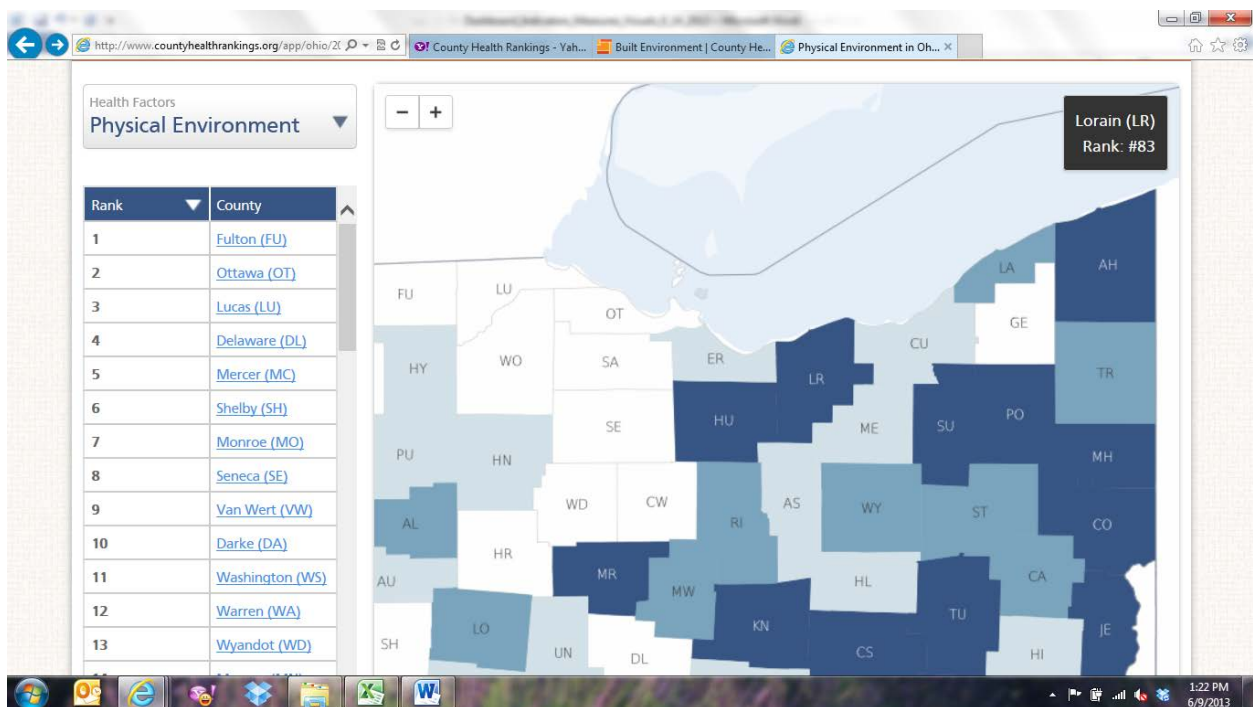 http://www.countyhealthrankings.org/app/ohio/20
County Health Rankings - Yah...
Built Environment | County He...
Physical Environment in Oh...
Health Factors
Physical Environment
− +
Lorain (LR)
Rank: #83
Rank County
1 Fulton (FU)
2 Ottawa (OT)
3 Lucas (LU)
4 Delaware (DL)
5 Mercer (MC)
6 Shelby (SH)
7 Monroe (MO)
8 Seneca (SE)
9 Van Wert (VW)
10 Darke (DA)
11 Washington (WS)
12 Warren (WA)
13 Wyandot (WD)
LA AH
FU LU OT GE
HY WO SA ER CU TR
LR
SE HU ME SU PO
PU HN MH
AL WD CW RI AS WY ST CO
HR
AU MR MW HL CA
LO KN TU JE
SH UN DL CS HI
1:22 PM
6/9/2013